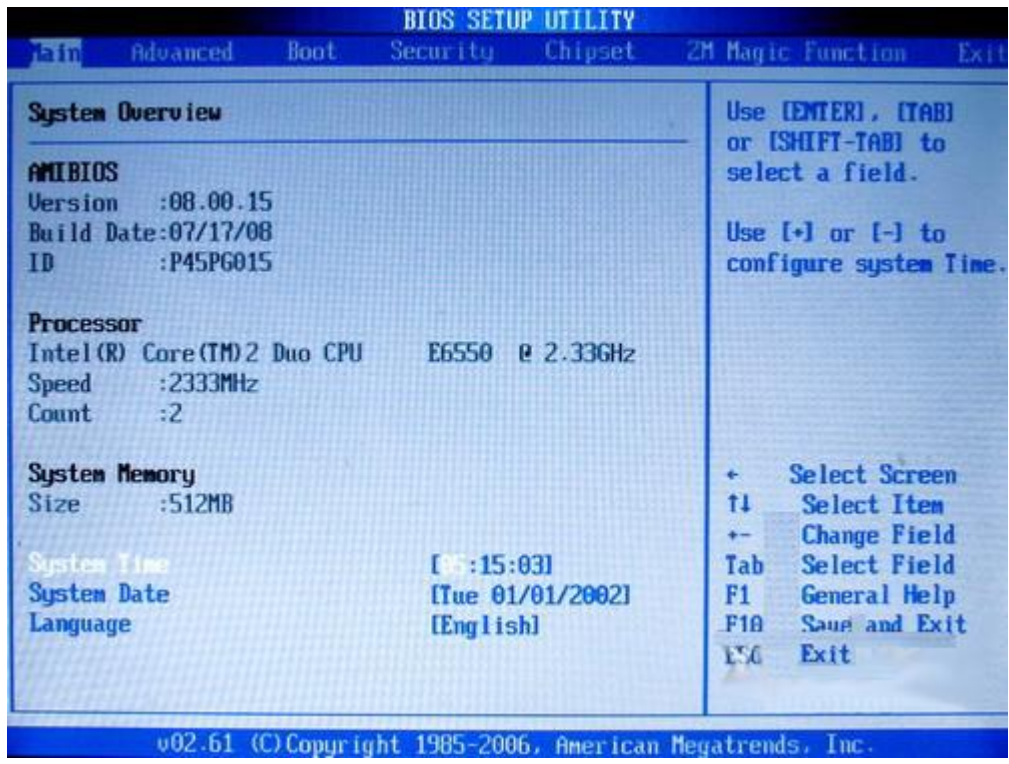 BIOS SETUP UTILITY
Main Advanced Boot Security Chipset 2M Magic Function Exit
System Overview
AMIBIOS
Version :08.00.15
Build Date:07/17/08
ID :P45PG015
Processor
Intel(R) Core(TM)2 Duo CPU E6550 @ 2.33GHz
Speed :2333MHz
Count :2
System Memory
Size :512MB
System Time [05:15:03]
System Date [Tue 01/01/2002]
Language [English]
Use [ENTER], [TAB]
or [SHIFT-TAB] to
select a field.
Use [+] or [-] to
configure system Time.
← Select Screen
↑↓ Select Item
+- Change Field
Tab Select Field
F1 General Help
F10 Save and Exit
ESC Exit
v02.61 (C)Copyright 1985-2006, American Megatrends, Inc.